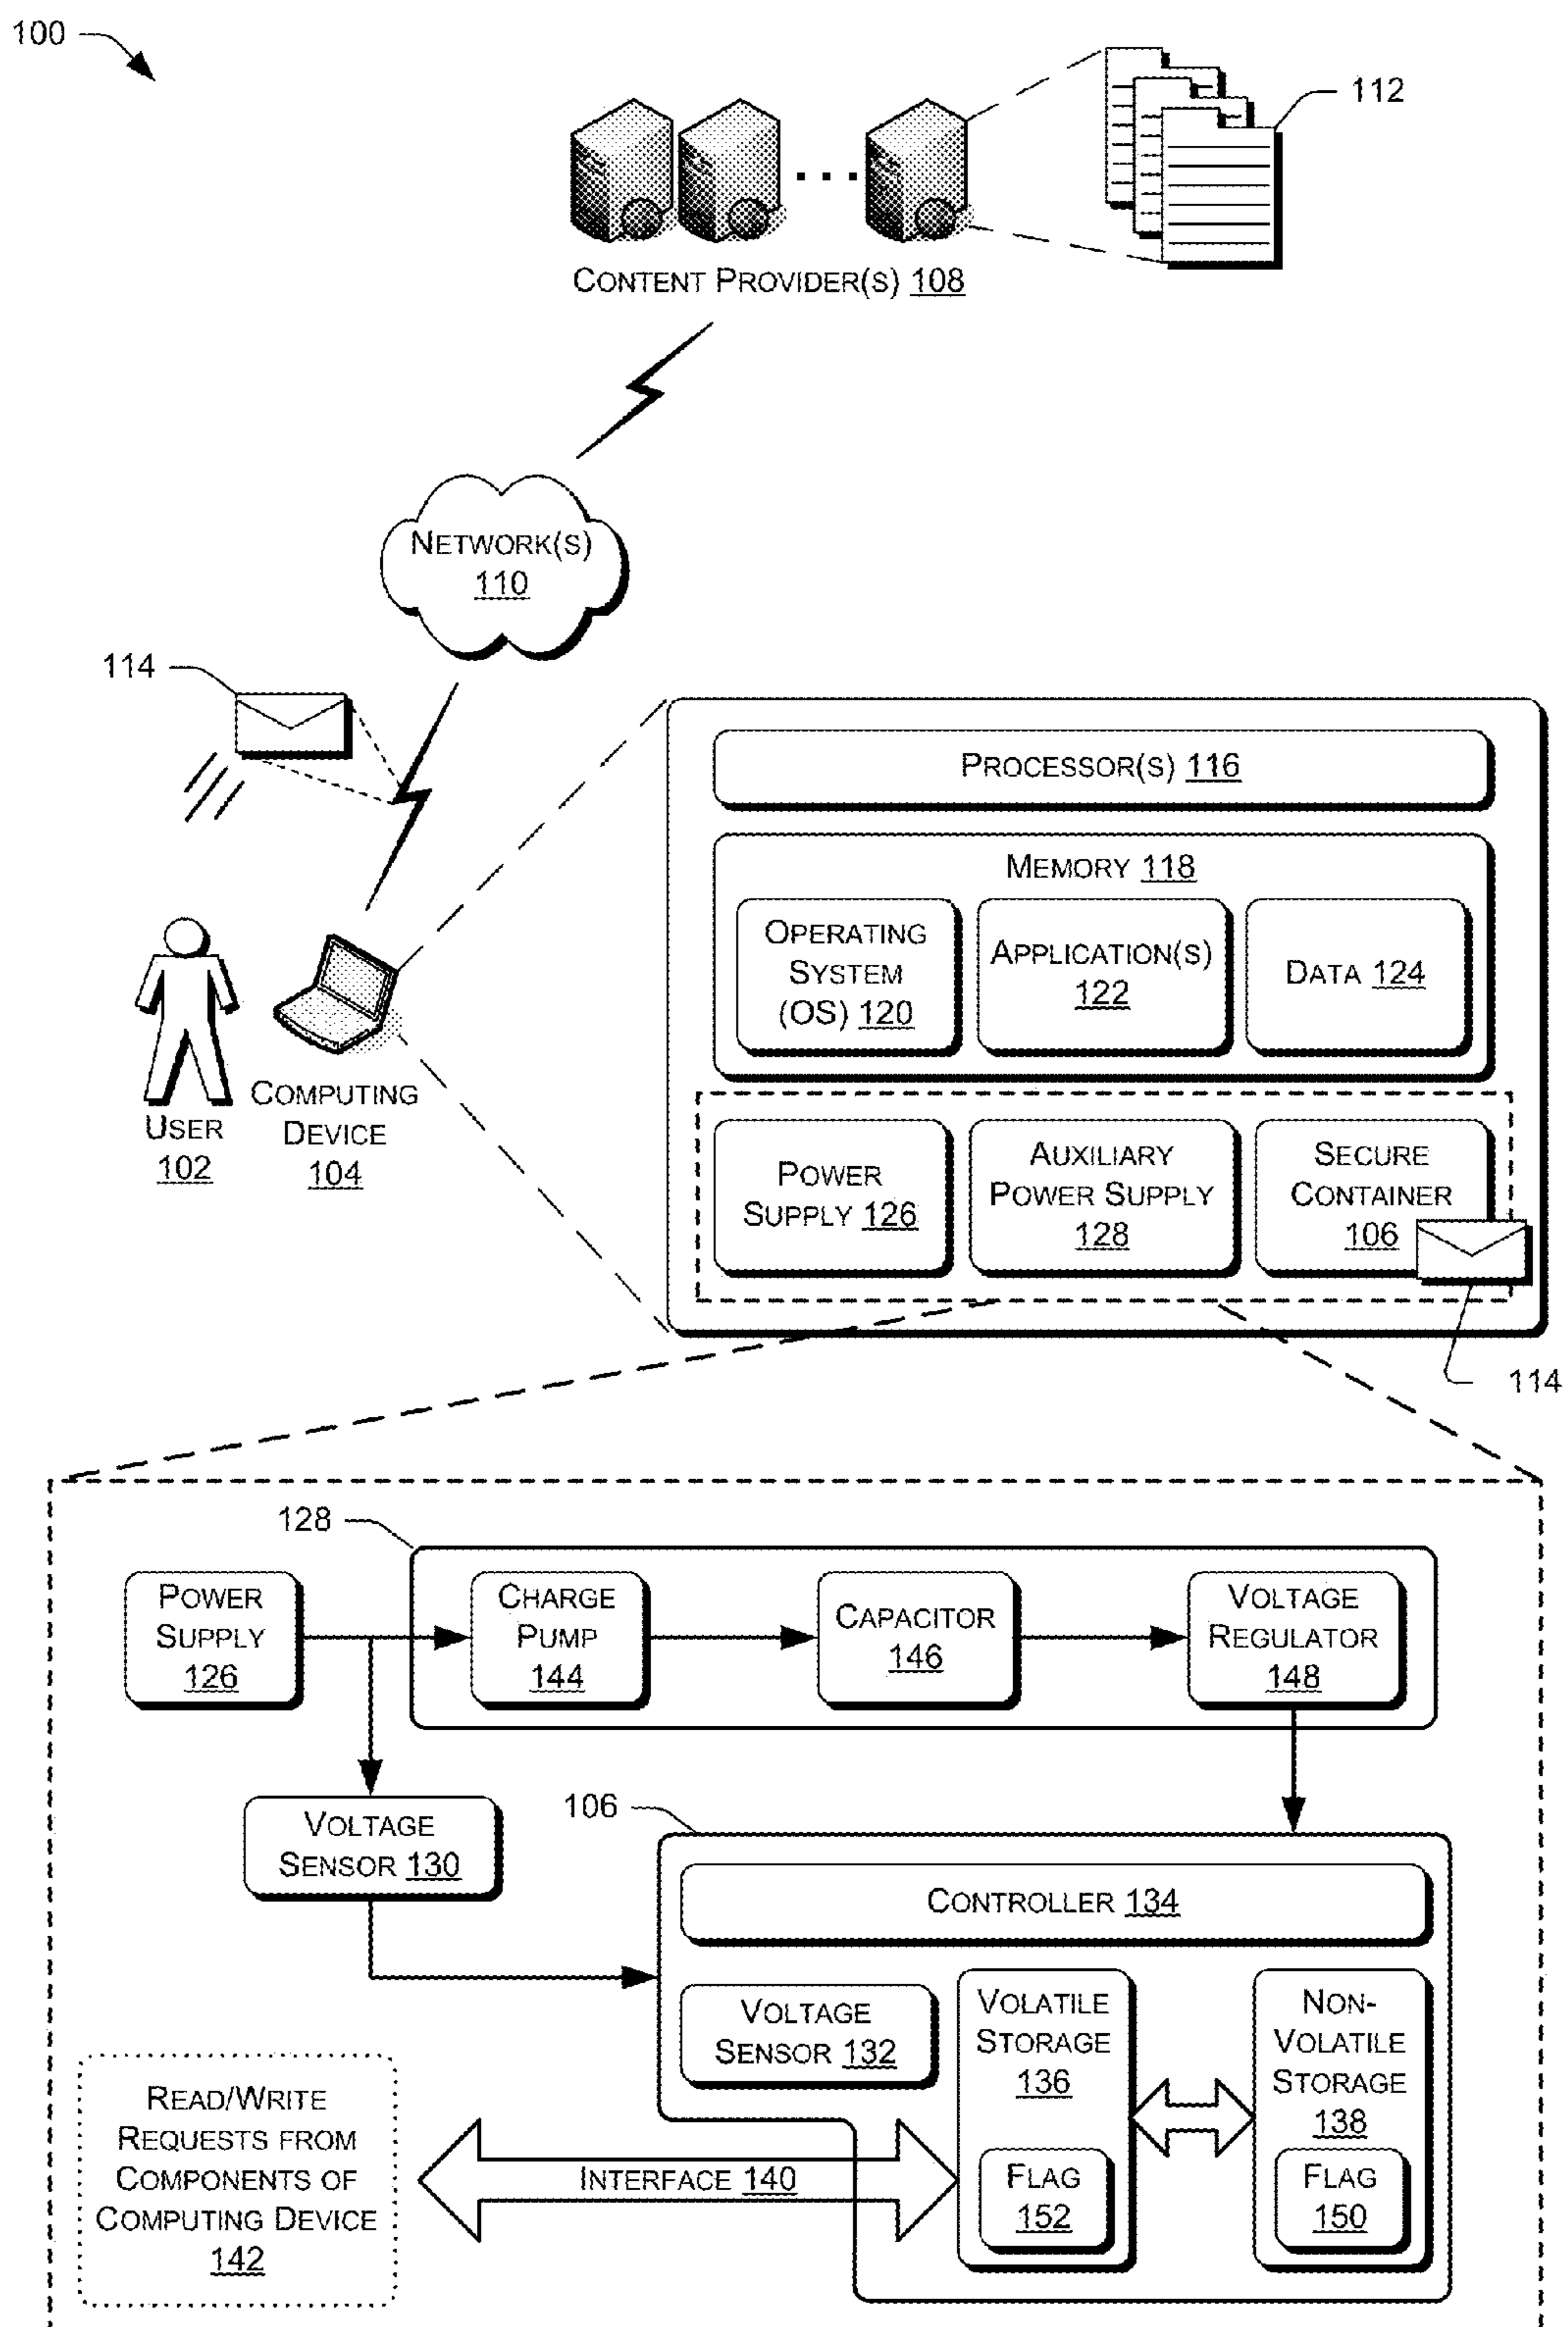 100
112
CONTENT PROVIDER(S) 108
NETWORK(S)
110
114
PROCESSOR(S) 116
MEMORY 118
OPERATING
SYSTEM
(OS) 120
APPLICATION(S)
122
DATA 124
USER
102
COMPUTING
DEVICE
104
POWER
SUPPLY 126
AUXILIARY
POWER SUPPLY
128
SECURE
CONTAINER
106
114
128
POWER
SUPPLY
126
CHARGE
PUMP
144
CAPACITOR
146
VOLTAGE
REGULATOR
148
VOLTAGE
SENSOR 130
106
CONTROLLER 134
VOLTAGE
SENSOR 132
VOLATILE
STORAGE
136
NON-
VOLATILE
STORAGE
138
READ/WRITE
REQUESTS FROM
COMPONENTS OF
COMPUTING DEVICE
142
INTERFACE 140
FLAG
152
FLAG
150